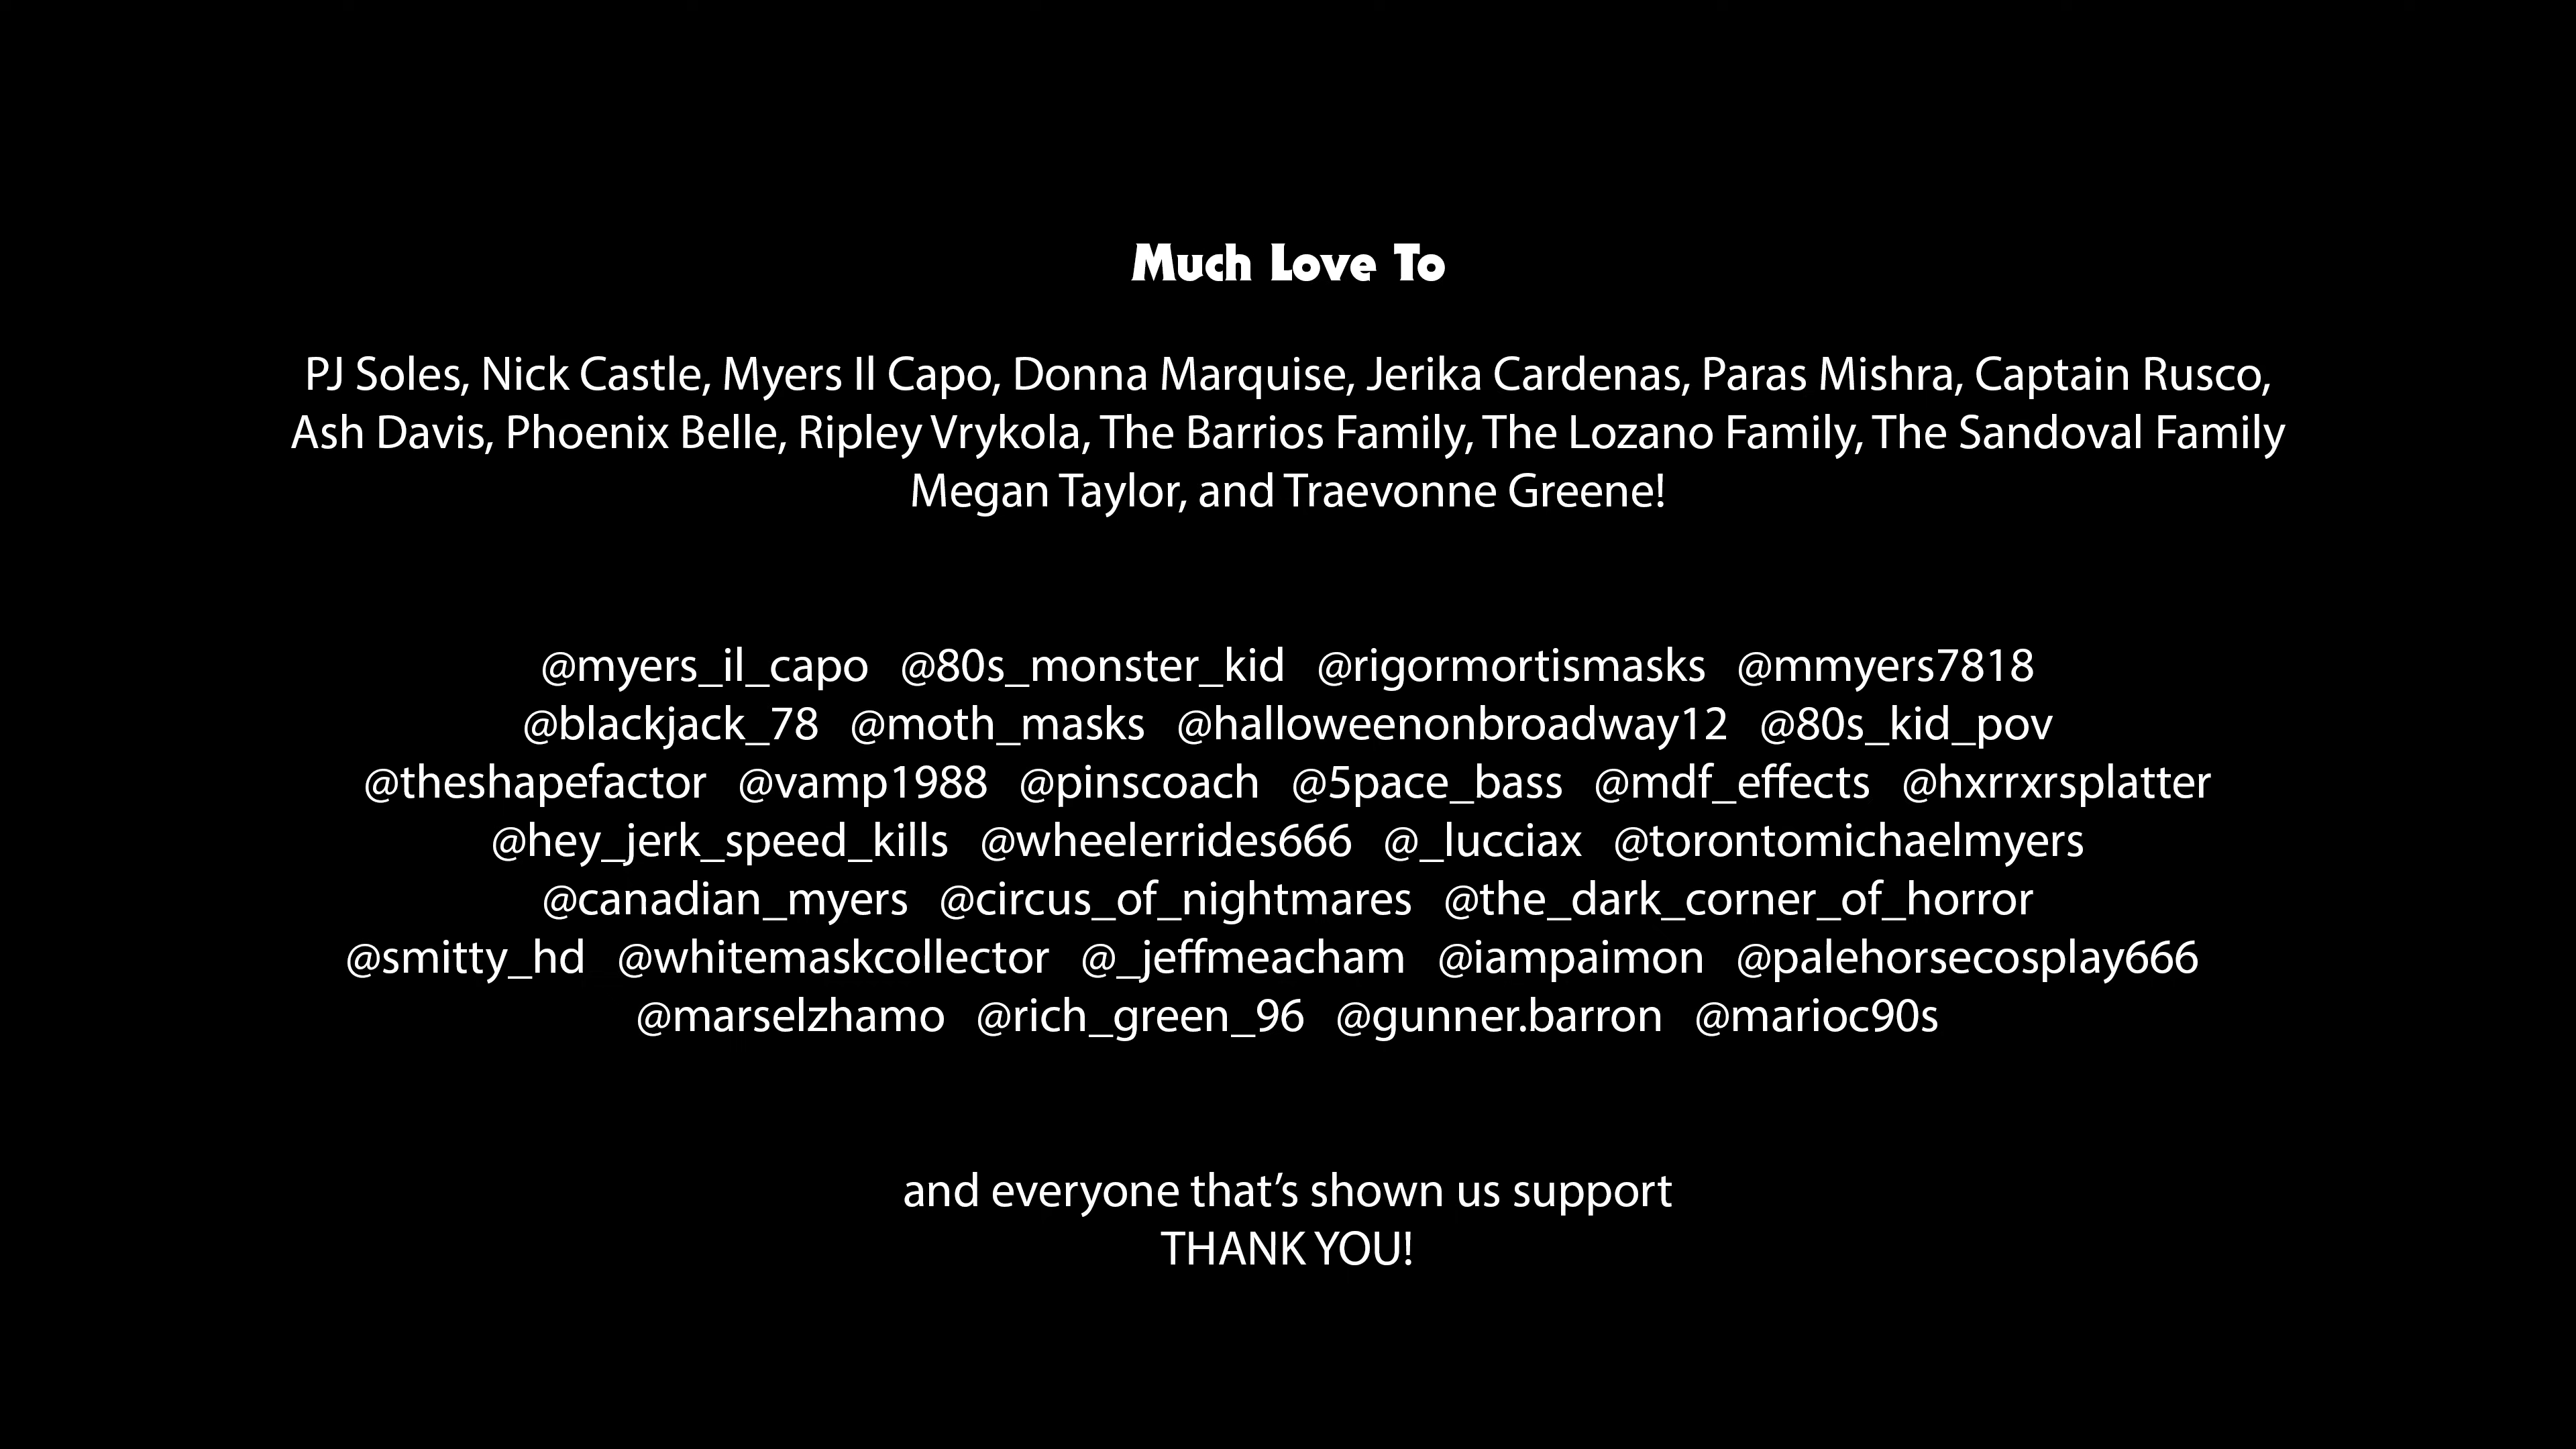 Much Love To
PJ Soles, Nick Castle, Myers Il Capo, Donna Marquise, Jerika Cardenas, Paras Mishra, Captain Rusco,
Ash Davis, Phoenix Belle, Ripley Vrykola, The Barrios Family, The Lozano Family, The Sandoval Family
Megan Taylor, and Traevonne Greene!
@myers_il_capo @80s_monster_kid @rigormortismasks @mmyers7818
@blackjack_78 @moth_masks @halloweenonbroadway12 @80s_kid_pov
@theshapefactor @vamp1988 @pinscoach @5pace_bass @mdf_effects @hxrrxrsplatter
@hey_jerk_speed_kills @wheelerrides666 @_lucciax @torontomichaelmyers
@canadian_myers @circus_of_nightmares @the_dark_corner_of_horror
@smitty_hd @whitemaskcollector @_jeffmeacham @iampaimon @palehorsecosplay666
@marselzhamo @rich_green_96 @gunner.barron @marioc90s
and everyone that’s shown us support
THANK YOU!